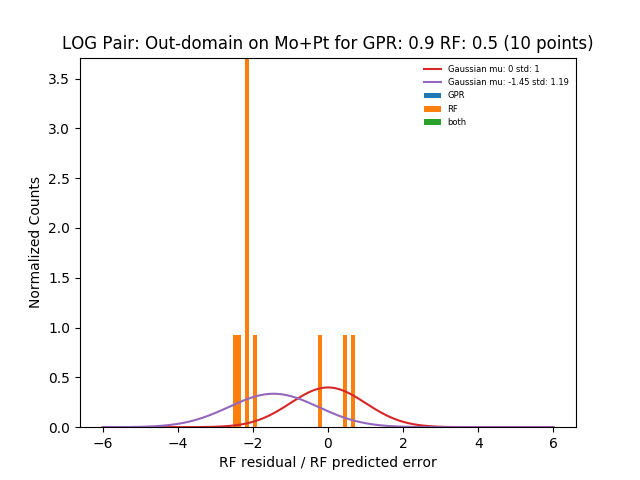 LOG Pair: Out-domain on Mo+Pt for GPR: 0.9 RF: 0.5 (10 points)
Gaussian mu: 0 std: 1
Gaussian mu: -1.45 std: 1.19
GPR
RF
both
Normalized Counts
3.5
3.0
2.5
2.0
1.5
1.0
0.5
0.0
−6 −4 −2 0 2 4 6
RF residual / RF predicted error